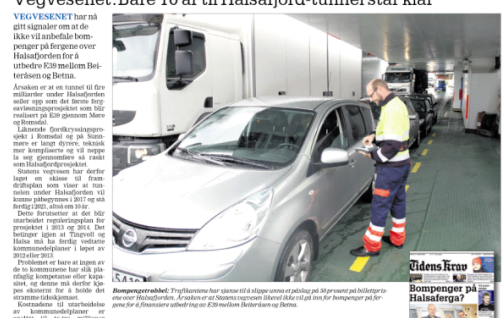 Vegvesenet: Bare 10 år til Halsafjord-tunnel står klar
VEGVESENET har nå
gitt signaler om at de
ikke vil anbefale bom-
penger på fergene over
Halsafjorden for å
utbedre E39 mellom Bei-
teråsen og Betna.
Årsaken er at en tunnel til fire
milliarder under Halsafjorden
seiler opp som det første ferge-
avløsningsprosjektet som blir
realisert på E39 gjennom Møre
og Romsdal.
Liknende fjordkryssingspro-
sjekt i Romsdal og på Sunn-
møre er langt dyrere, teknisk
mer kompliserte og vil neppe
la seg gjennomføre så raskt
som Halsafjordprosjektet.
Statens vegvesen har derfor
laget en skisse til fram-
driftsplan som viser at tun-
nelen under Halsafjorden vil
kunne påbegynnes i 2017 og stå
ferdig i 2021, altså om 10 år.
Dette forutsetter at det blir
utarbeidet reguleringsplan for
prosjektet i 2013 og 2014. Det
betinger igjen at Tingvoll og
Halsa må ha ferdig vedtatte
kommunedelplaner i løpet av
2012 eller 2013.
Problemet er bare at ingen av
de to kommunene har slik plan-
faglig kompetanse eller kapa-
sitet, og denne må derfor kjø-
pes eksternt for å holde det
stramme tidsskjemaet.
Kostnadene til utarbeidelse
av kommunedelplaner er
Bompengetrøbbel: Trafikantene har sjanse til å slippe unna et påslag på 50 prosent på billettpris-
ene over Halsafjorden. Årsaken er at Statens vegvesen likevel ikke vil gå inn for bompenger på fer-
gene for å finansiere utbedring av E39 mellom Beiteråsen og Betna.
Tidens Krav
Bompenger på
Halsaferga?